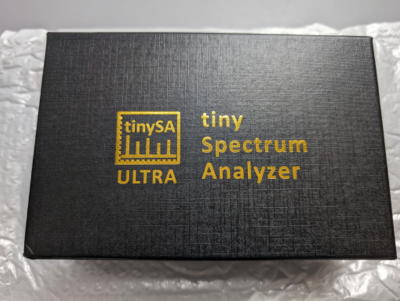 tinySA
ULTRA
tiny
Spectrum
Analyzer